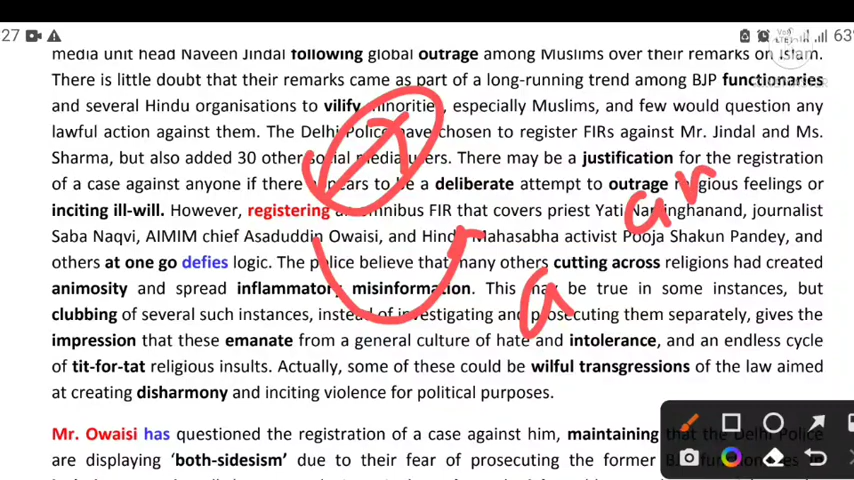 27
Voi
LTE
63
media unit head Naveen Jindal following global outrage among Muslims over their remarks on Islam.
There is little doubt that their remarks came as part of a long-running trend among BJP functionaries
and several Hindu organisations to vilify minorities, especially Muslims, and few would question any
lawful action against them. The Delhi Police have chosen to register FIRs against Mr. Jindal and Ms.
Sharma, but also added 30 other social media users. There may be a justification for the registration
of a case against anyone if there appears to be a deliberate attempt to outrage religious feelings or
inciting ill-will. However, registering an omnibus FIR that covers priest Yati Narsinghanand, journalist
an
Saba Naqvi, AIMIM chief Asaduddin Owaisi, and Hindu Mahasabha activist Pooja Shakun Pandey, and
others at one go defies logic. The police believe that many others cutting across religions had created
animosity and spread inflammatory misinformation. This may be true in some instances, but
a
clubbing of several such instances, instead of investigating and prosecuting them separately, gives the
impression that these emanate from a general culture of hate and intolerance, and an endless cycle
of tit-for-tat religious insults. Actually, some of these could be wilful transgressions of the law aimed
at creating disharmony and inciting violence for political purposes.
Mr. Owaisi has questioned the registration of a case against him, maintaining that the Delhi Police
are displaying 'both-sidesism' due to their fear of prosecuting the former BJP